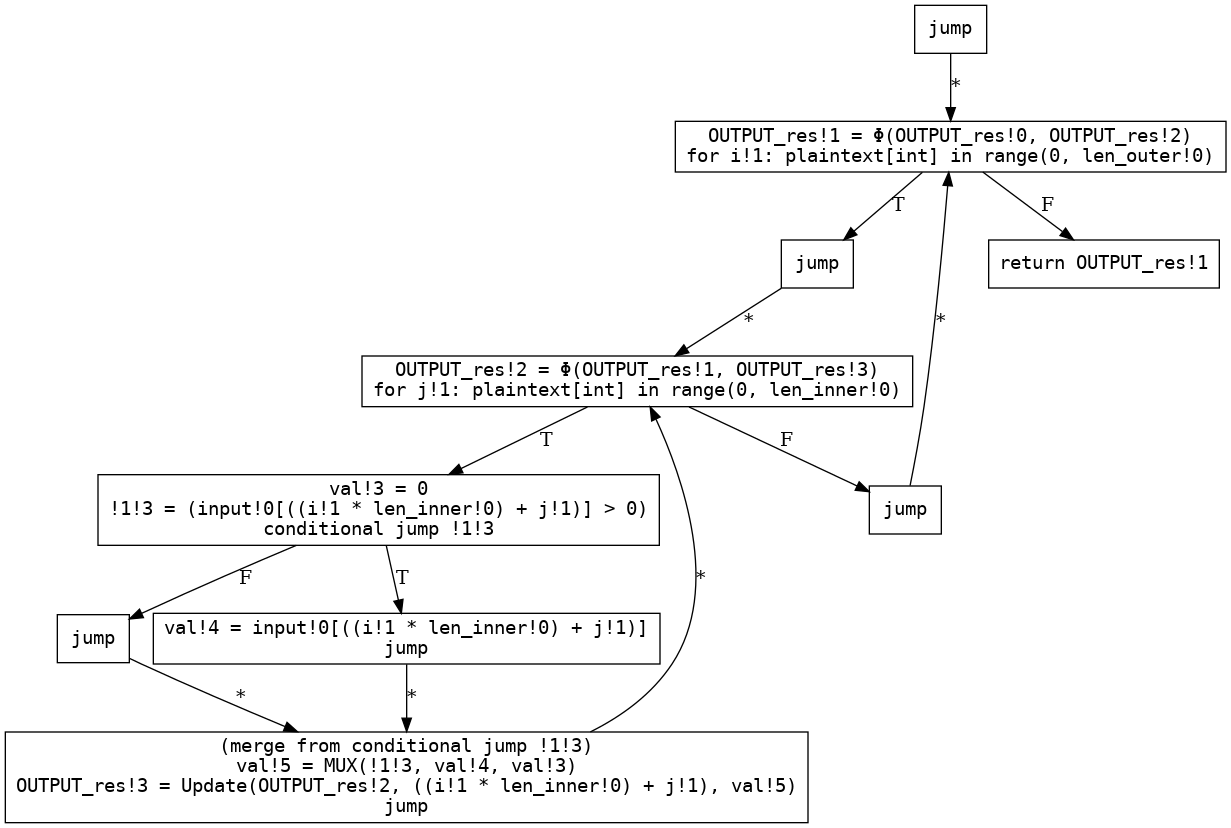 jump
*
OUTPUT_res!1 = Φ(OUTPUT_res!0, OUTPUT_res!2)
for i!1: plaintext[int] in range(0, len_outer!0)
T
F
jump
return OUTPUT_res!1
*
*
OUTPUT_res!2 = Φ(OUTPUT_res!1, OUTPUT_res!3)
for j!1: plaintext[int] in range(0, len_inner!0)
T
F
val!3 = 0
!1!3 = (input!0[((i!1 * len_inner!0) + j!1)] > 0)
conditional jump !1!3
jump
F
T
*
jump
val!4 = input!0[((i!1 * len_inner!0) + j!1)]
jump
*
*
(merge from conditional jump !1!3)
val!5 = MUX(!1!3, val!4, val!3)
OUTPUT_res!3 = Update(OUTPUT_res!2, ((i!1 * len_inner!0) + j!1), val!5)
jump